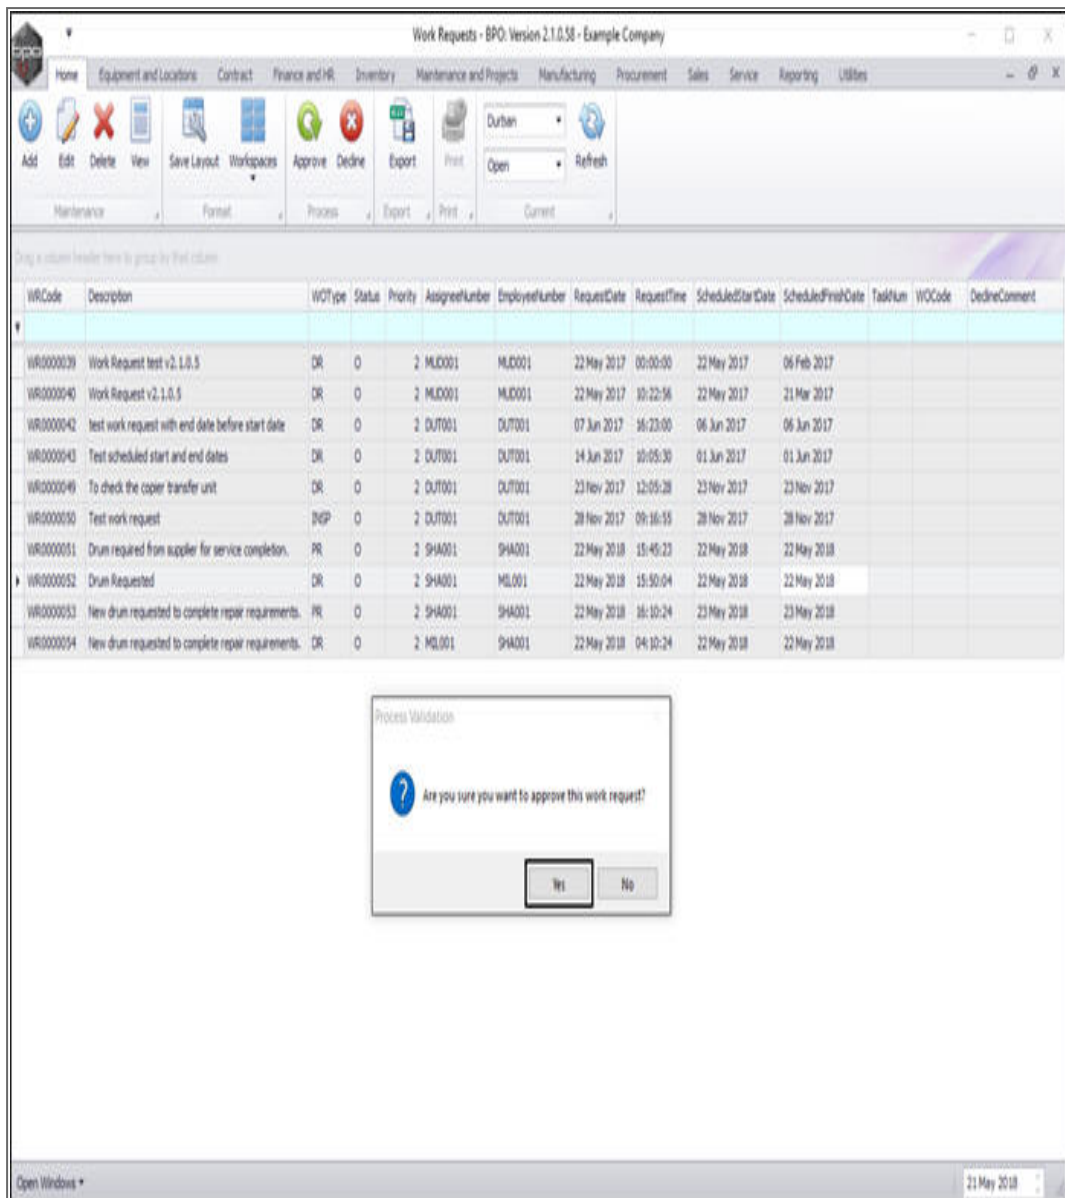 Work Requests - BPO: Version 2.1.0.58 - Example Company
bpo
Home Equipment and Locations Contract Finance and HR Inventory Maintenance and Projects Manufacturing Procurement Sales Service Reporting Utilities
Durban
Add Edit Delete View Save Layout Workspaces Approve Decline Export Print Open Refresh
Maintenance Format Process Export Print Current
Drag a column header here to group by that column
WRCode Description WOType Status Priority AssigneeNumber EmployeeNumber RequestDate RequestTime ScheduledStartDate ScheduledFinishDate TaskNum WOCode DeclineComment
WR0000039 Work Request test v2.1.0.5 DR O 2 MUD001 MUD001 22 May 2017 00:00:00 22 May 2017 06 Feb 2017
WR0000040 Work Request v2.1.0.5 DR O 2 MUD001 MUD001 22 May 2017 10:22:56 22 May 2017 21 Mar 2017
WR0000042 test work request with end date before start date DR O 2 DUT001 DUT001 07 Jun 2017 16:23:00 06 Jun 2017 06 Jun 2017
WR0000043 Test scheduled start and end dates DR O 2 DUT001 DUT001 14 Jun 2017 10:05:30 01 Jun 2017 01 Jun 2017
WR0000049 To check the copier transfer unit DR O 2 DUT001 DUT001 23 Nov 2017 12:05:28 23 Nov 2017 23 Nov 2017
WR0000050 Test work request INSP O 2 DUT001 DUT001 28 Nov 2017 09:16:55 28 Nov 2017 28 Nov 2017
WR0000051 Drum required from supplier for service completion. PR O 2 SHA001 SHA001 22 May 2018 15:45:23 22 May 2018 22 May 2018
WR0000052 Drum Requested DR O 2 SHA001 MIL001 22 May 2018 15:50:04 22 May 2018 22 May 2018
WR0000053 New drum requested to complete repair requirements. PR O 2 SHA001 SHA001 22 May 2018 16:10:24 23 May 2018 23 May 2018
WR0000054 New drum requested to complete repair requirements. DR O 2 MIL001 SHA001 22 May 2018 04:10:24 22 May 2018 22 May 2018
Process Validation
Are you sure you want to approve this work request?
Yes No
Open Windows 21 May 2018